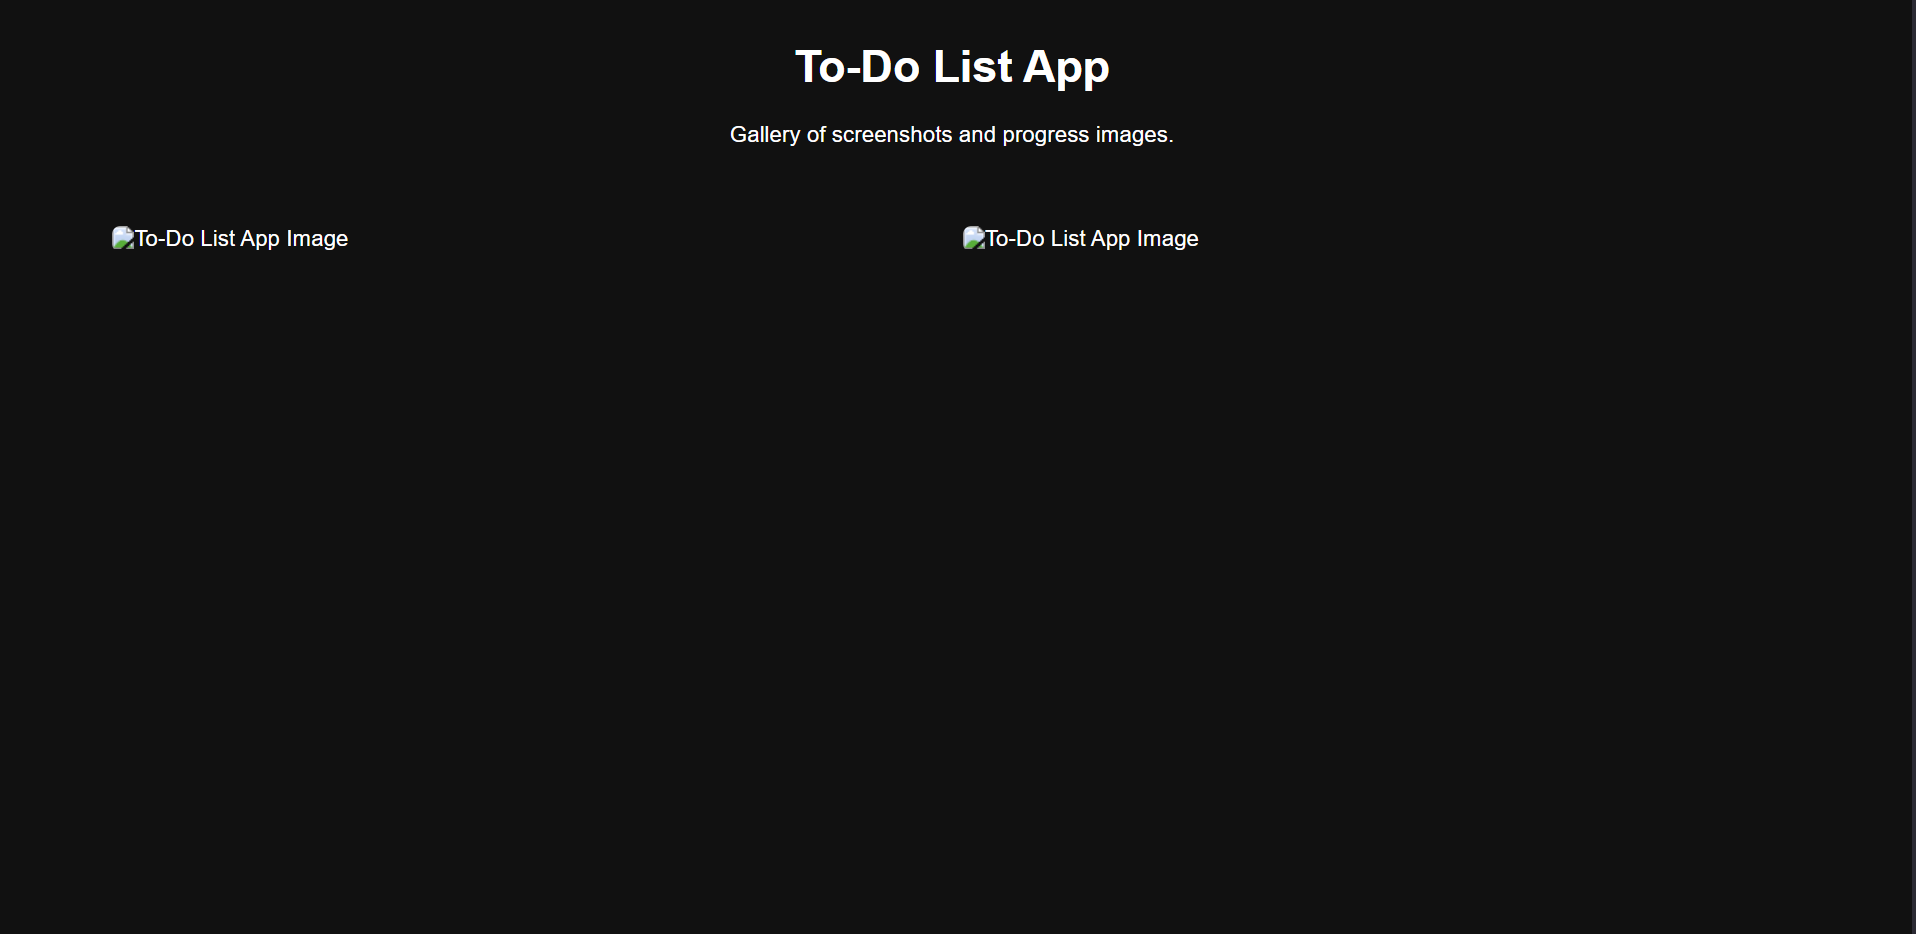 To-Do List App
Gallery of screenshots and progress images.
To-Do List App Image
To-Do List App Image